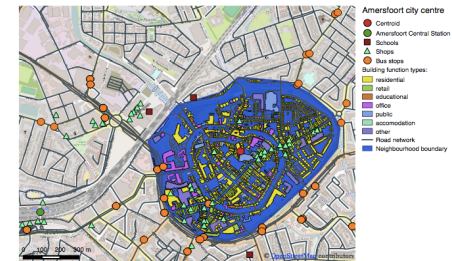 Amersfoort city centre
Centroid
Amersfoort Central Station
Schools
Shops
Bus stops
Building function types:
residential
retail
educational
office
public
accomodation
other
Road network
Neighbourhood boundary
0 100 200 300 m
© OpenStreetMap contributors